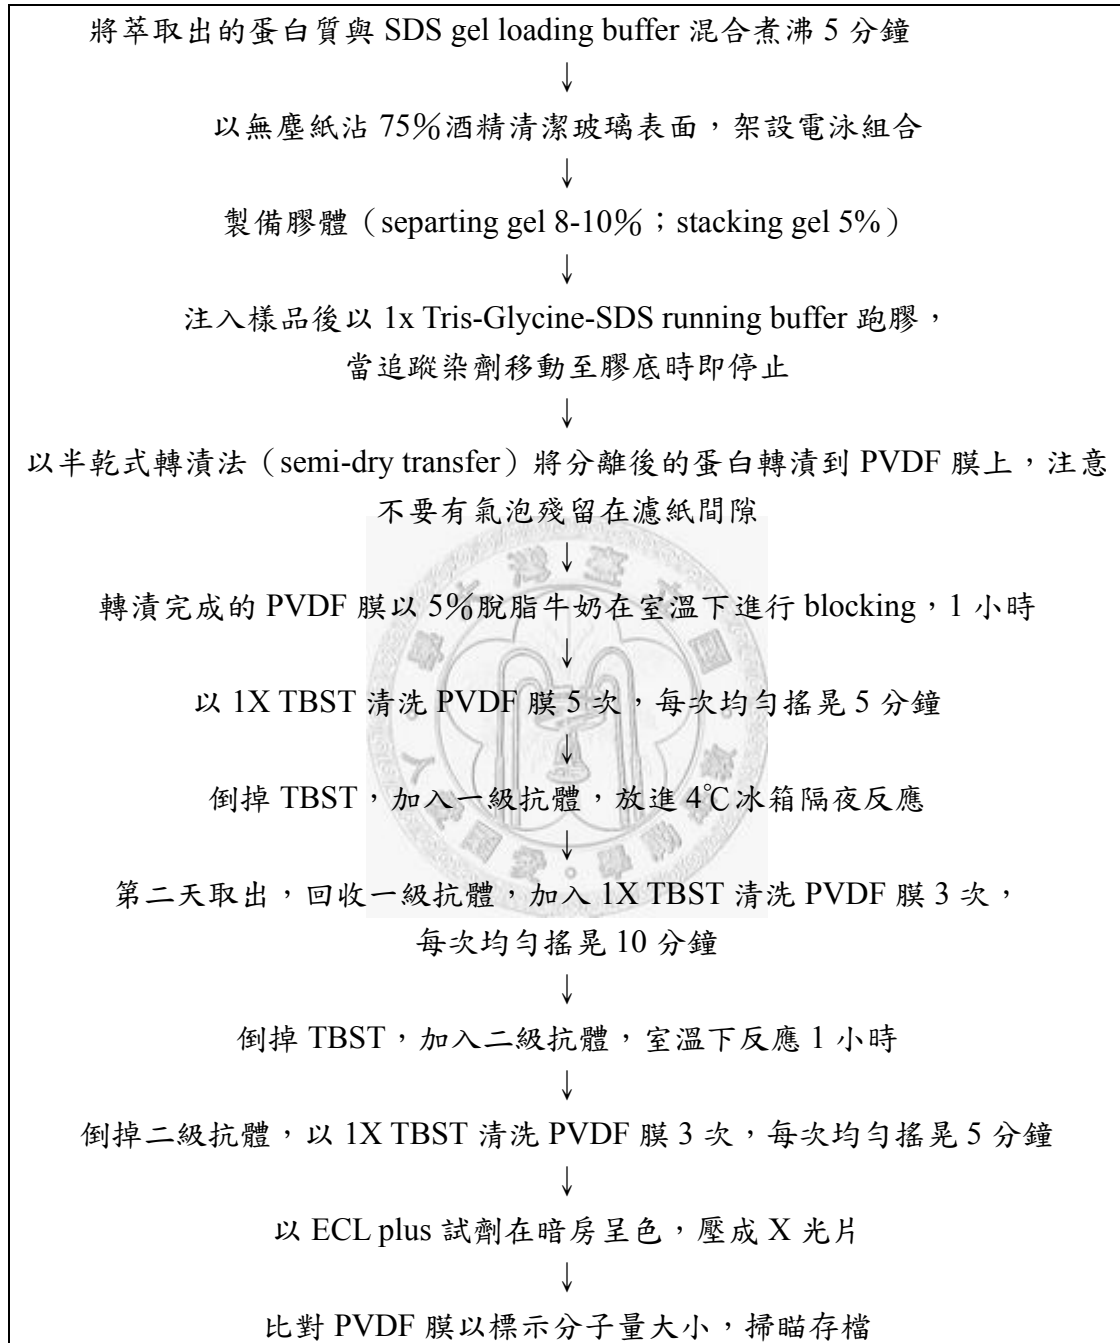 將萃取出的蛋白質與 SDS gel loading buffer 混合煮沸 5 分鐘
↓
以無塵紙沾 75％酒精清潔玻璃表面，架設電泳組合
↓
製備膠體（separting gel 8-10％；stacking gel 5%）
↓
注入樣品後以 1x Tris-Glycine-SDS running buffer 跑膠，
當追蹤染劑移動至膠底時即停止
↓
以半乾式轉漬法（semi-dry transfer）將分離後的蛋白轉漬到 PVDF 膜上，注意
不要有氣泡殘留在濾紙間隙
↓
轉漬完成的 PVDF 膜以 5％脫脂牛奶在室溫下進行 blocking，1 小時
↓
以 1X TBST 清洗 PVDF 膜 5 次，每次均勻搖晃 5 分鐘
↓
倒掉 TBST，加入一級抗體，放進 4℃冰箱隔夜反應
↓
第二天取出，回收一級抗體，加入 1X TBST 清洗 PVDF 膜 3 次，
每次均勻搖晃 10 分鐘
↓
倒掉 TBST，加入二級抗體，室溫下反應 1 小時
↓
倒掉二級抗體，以 1X TBST 清洗 PVDF 膜 3 次，每次均勻搖晃 5 分鐘
↓
以 ECL plus 試劑在暗房呈色，壓成 X 光片
↓
比對 PVDF 膜以標示分子量大小，掃瞄存檔